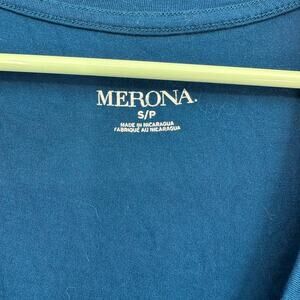 MERONA.
S/P
MADE IN NICARAGUA
FABRIQUÉ AU NICARAGUA